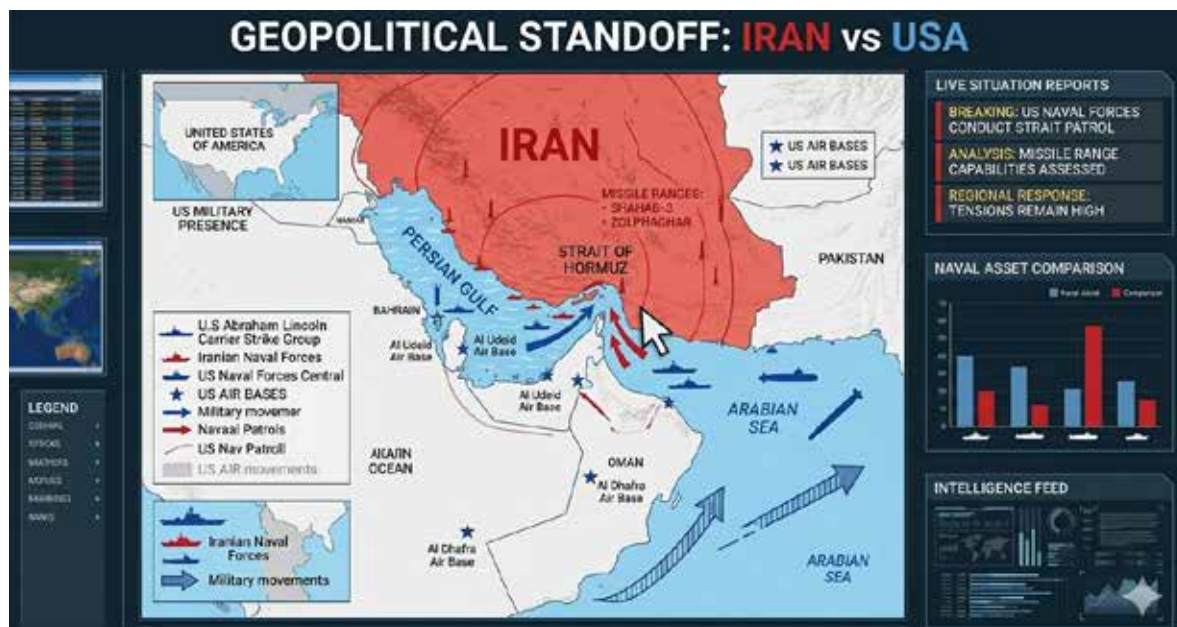 GEOPOLITICAL STANDOFF: IRAN vs USA
UNITED STATES
OF AMERICA
US MILITARY
PRESENCE
IRAN
MISSILE RANGES:
- SHAHAB-3
- ZOLPHAGHAR
STRAIT OF
HORMUZ
★ US AIR BASES
★ US AIR BASES
PAKISTAN
PERSIAN GULF
BAHRAIN
Al Udeid
Air Base
Al Udeid
Air Base
Al Udeid
Air Base
ARABIAN
SEA
OMAN
Al Dhafra
Air Base
Al Dhafra
Air Base
OCEAN
ARABIAN
SEA
U.S Abraham Lincoln
Carrier Strike Group
Iranian Naval Forces
US Naval Forces Central
US AIR BASES
Military movemer
Navaal Patrols
US Nav Patroll
US AIR movements
Iranian Naval
Forces
Military movements
LEGEND
LIVE SITUATION REPORTS
BREAKING: US NAVAL FORCES
CONDUCT STRAIT PATROL
ANALYSIS: MISSILE RANGE
CAPABILITIES ASSESSED
REGIONAL RESPONSE:
TENSIONS REMAIN HIGH
NAVAL ASSET COMPARISON
INTELLIGENCE FEED